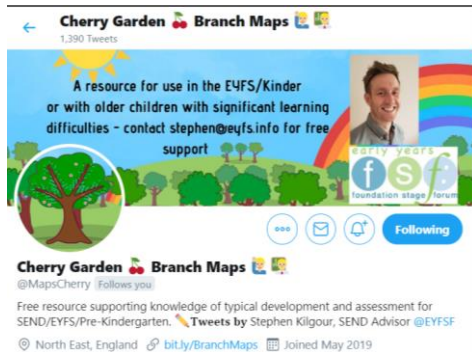 ← Cherry Garden 🍒 Branch Maps 🙋 👩‍🏫
1,390 Tweets
A resource for use in the EYFS/Kinder
or with older children with significant learning
difficulties - contact stephen@eyfs.info for free
support
early years
fsf
foundation stage forum
Following
Cherry Garden 🍒 Branch Maps 🙋 👩‍🏫
@MapsCherry Follows you
Free resource supporting knowledge of typical development and assessment for
SEND/EYFS/Pre-Kindergarten. ✏️Tweets by Stephen Kilgour, SEND Advisor @EYFSF
North East, England bit.ly/BranchMaps Joined May 2019